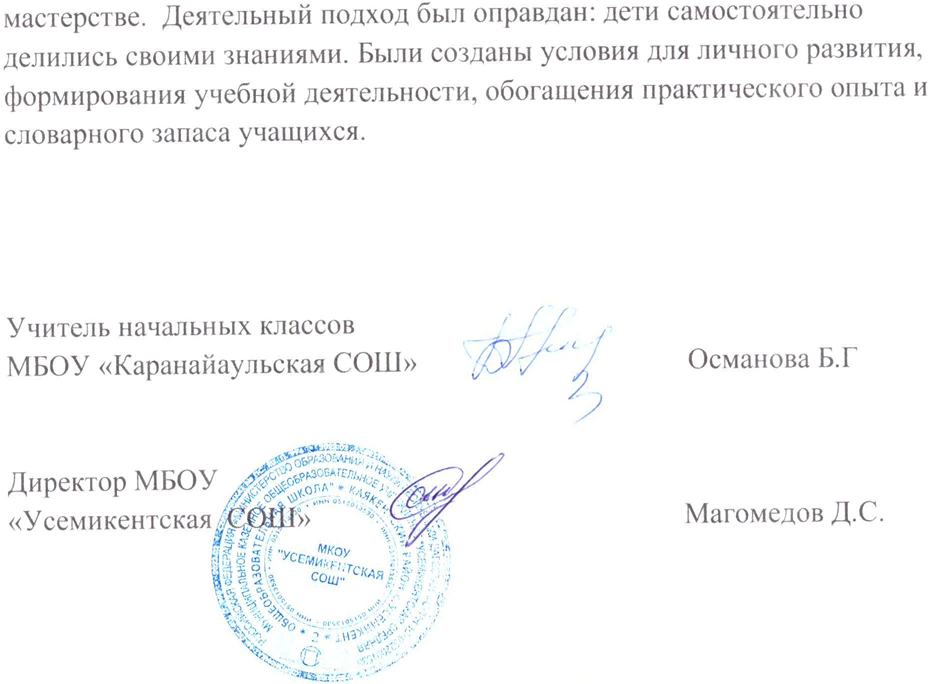 мастерстве. Деятельный подход был оправдан: дети самостоятельно
делились своими знаниями. Были созданы условия для личного развития,
формирования учебной деятельности, обогащения практического опыта и
словарного запаса учащихся.
Учитель начальных классов
МБОУ «Каранайаульская СОШ» Османова Б.Г
Директор МБОУ
«Усемикентская СОШ» Магомедов Д.С.
МКОУ
"УСЕМИКЕНТСКАЯ
СОШ"